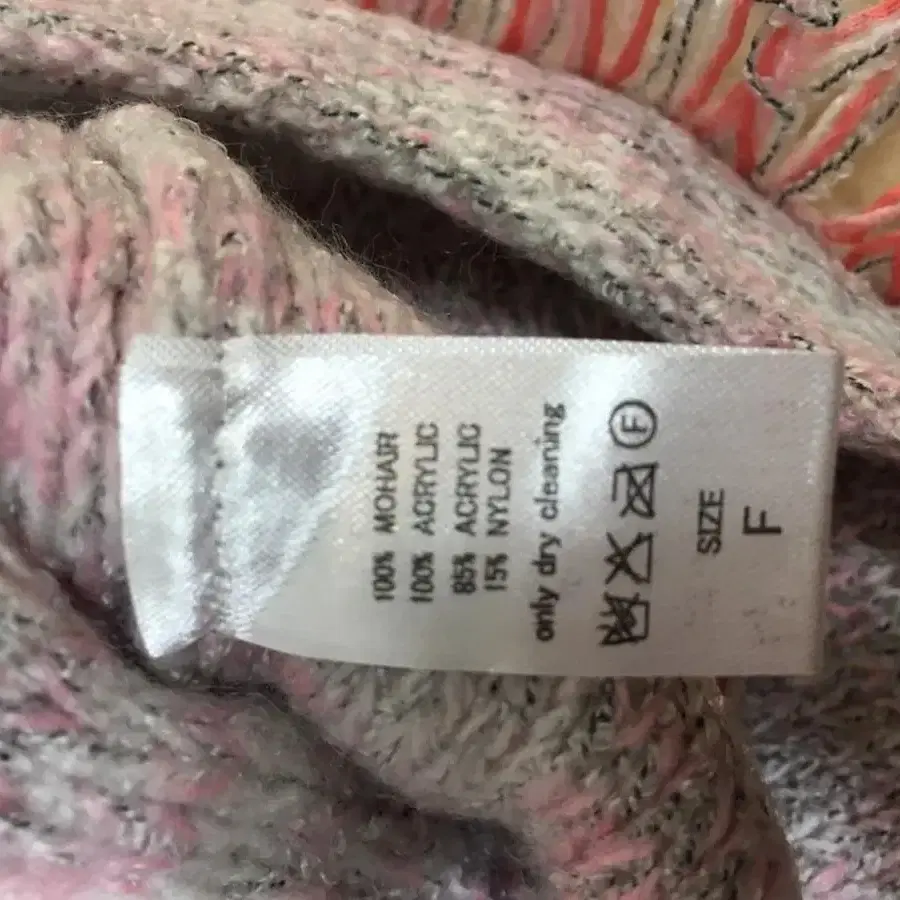 100% MOHAIR
100% ACRYLIC
85% ACRYLIC
15% NYLON
only dry cleaning
F
SIZE
F